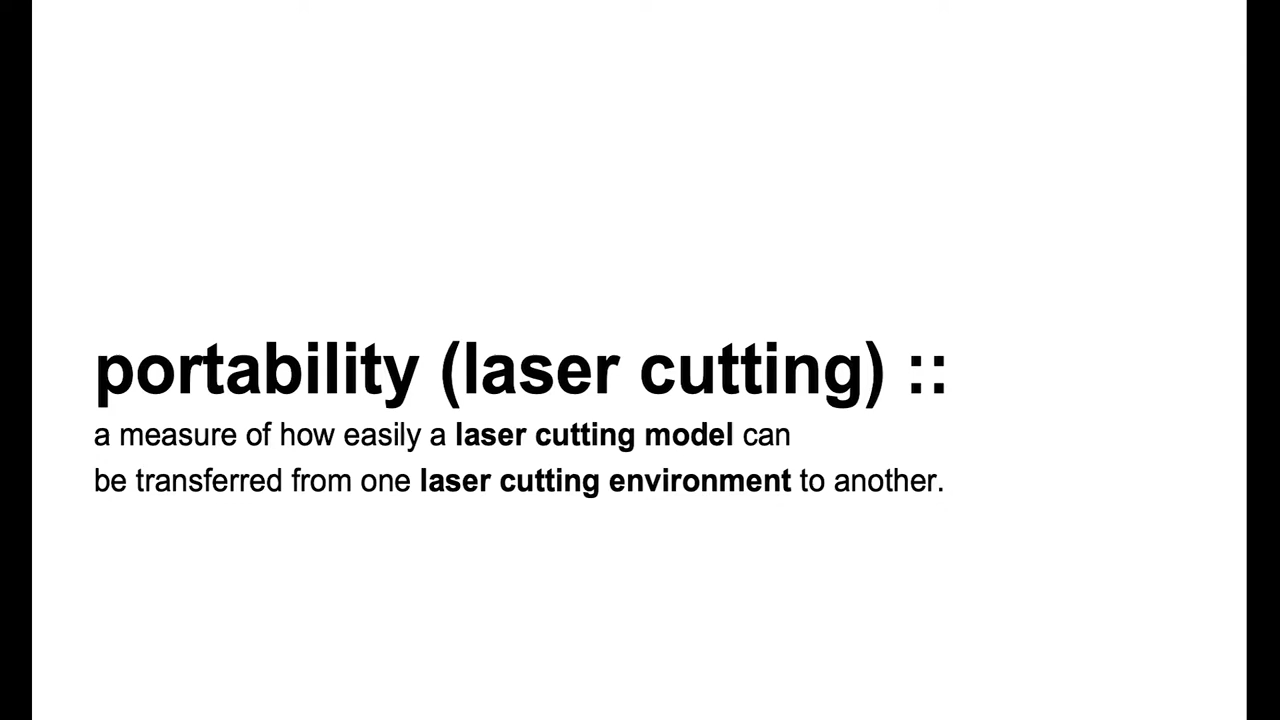 portability (laser cutting) ::
a measure of how easily a laser cutting model can
be transferred from one laser cutting environment to another.